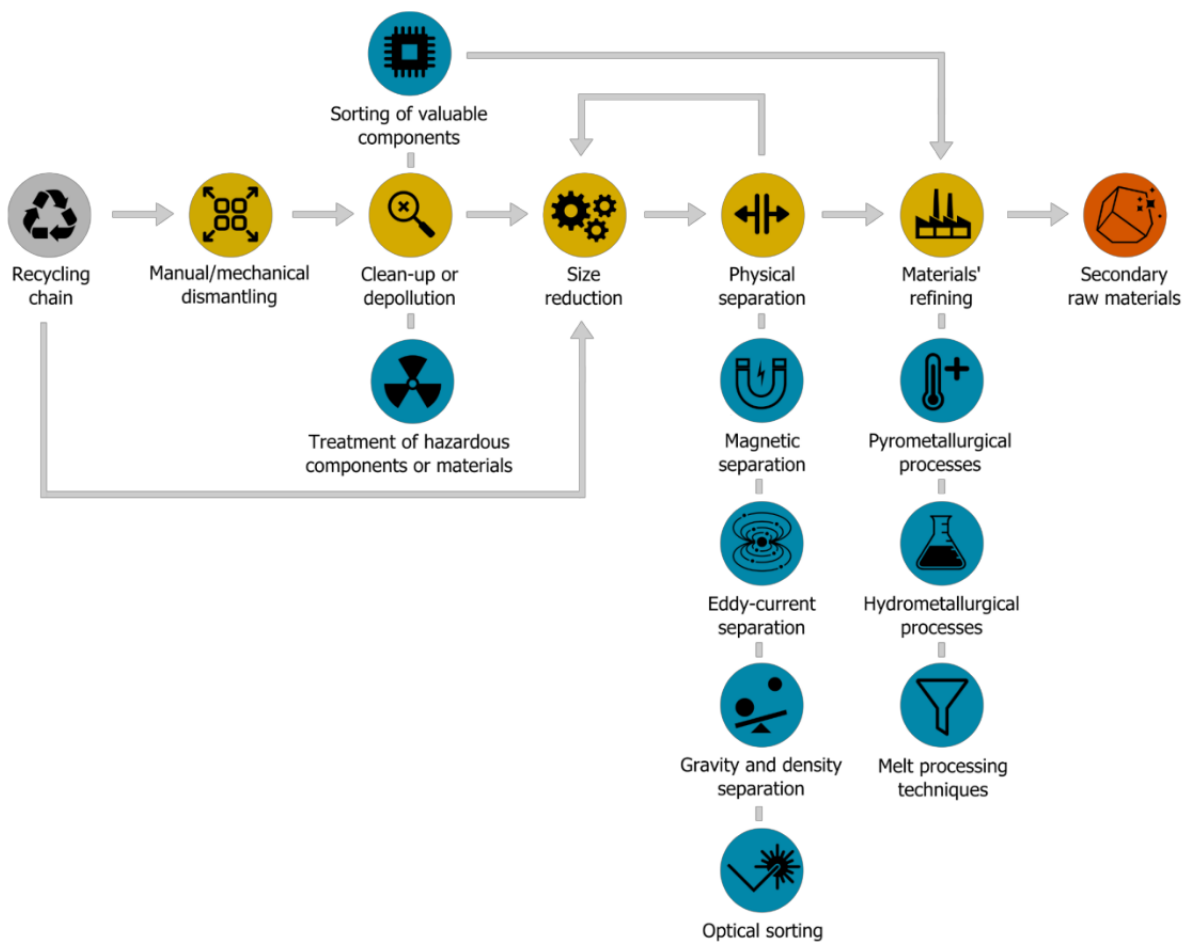 Sorting of valuable
components
Recycling
chain
Manual/mechanical
dismantling
Clean-up or
depollution
Size
reduction
Physical
separation
Materials'
refining
Secondary
raw materials
Treatment of hazardous
components or materials
Magnetic
separation
Pyrometallurgical
processes
Eddy-current
separation
Hydrometallurgical
processes
Gravity and density
separation
Melt processing
techniques
Optical sorting